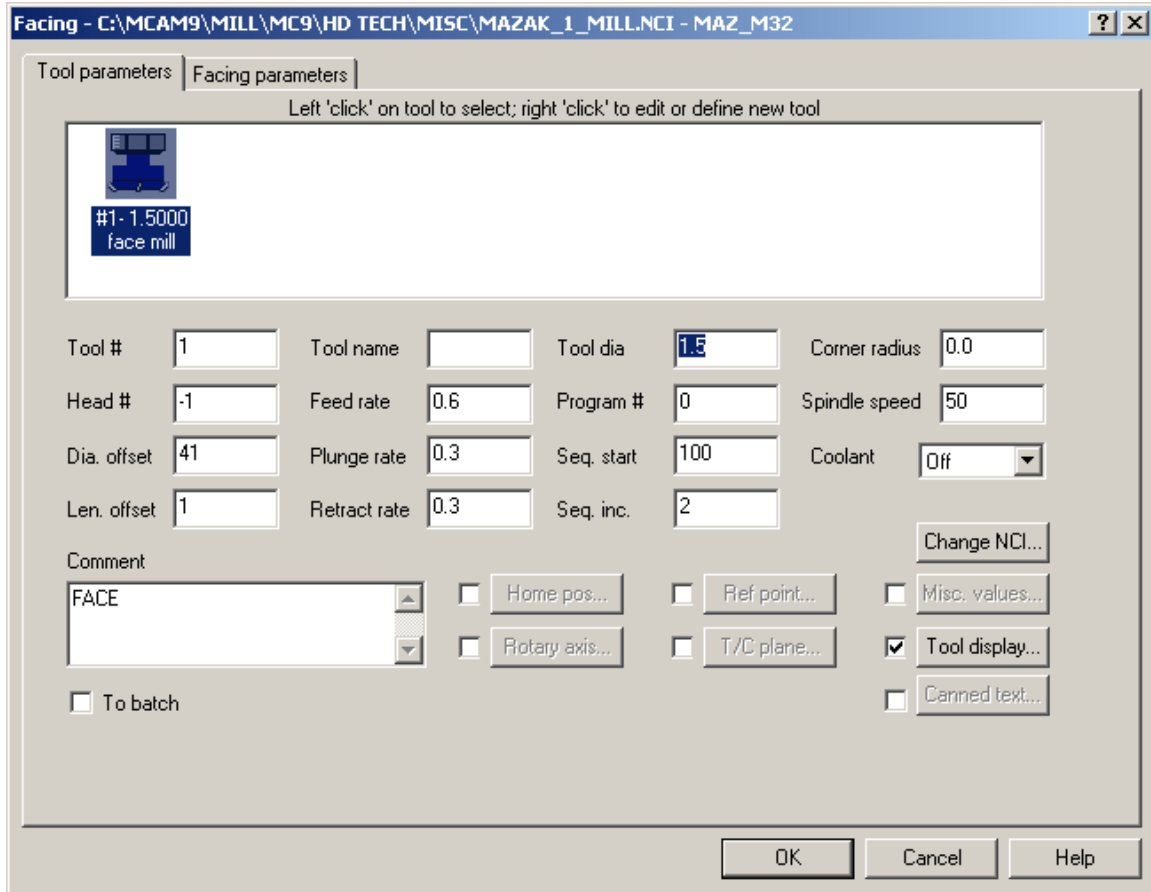 Facing - C:\MCAM9\MILL\MC9\HD TECH\MISC\MAZAK_1_MILL.NCI - MAZ_M32
Tool parameters Facing parameters
Left 'click' on tool to select; right 'click' to edit or define new tool
#1- 1.5000
face mill
Tool # 1 Tool name Tool dia 1.5 Corner radius 0.0
Head # -1 Feed rate 0.6 Program # 0 Spindle speed 50
Dia. offset 41 Plunge rate 0.3 Seq. start 100 Coolant Off
Len. offset 1 Retract rate 0.3 Seq. inc. 2
Change NCI...
Comment
FACE Home pos... Ref point... Misc. values...
Rotary axis... T/C plane... Tool display...
To batch Canned text...
OK Cancel Help